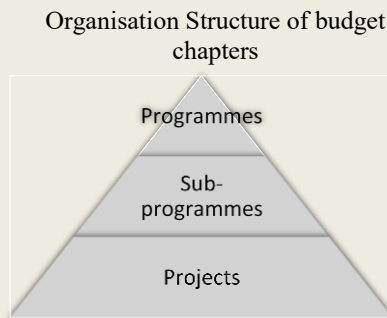 Organisation Structure of budget
chapters
Programmes
Sub-
programmes
Projects